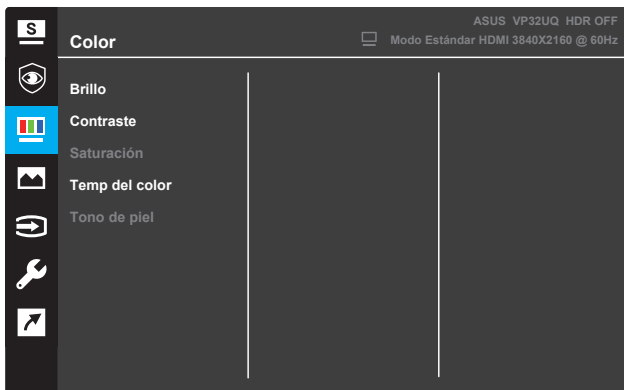 S
ASUS VP32UQ HDR OFF
Color
Modo Estándar HDMI 3840X2160 @ 60Hz
Brillo
Contraste
Saturación
Temp del color
Tono de piel